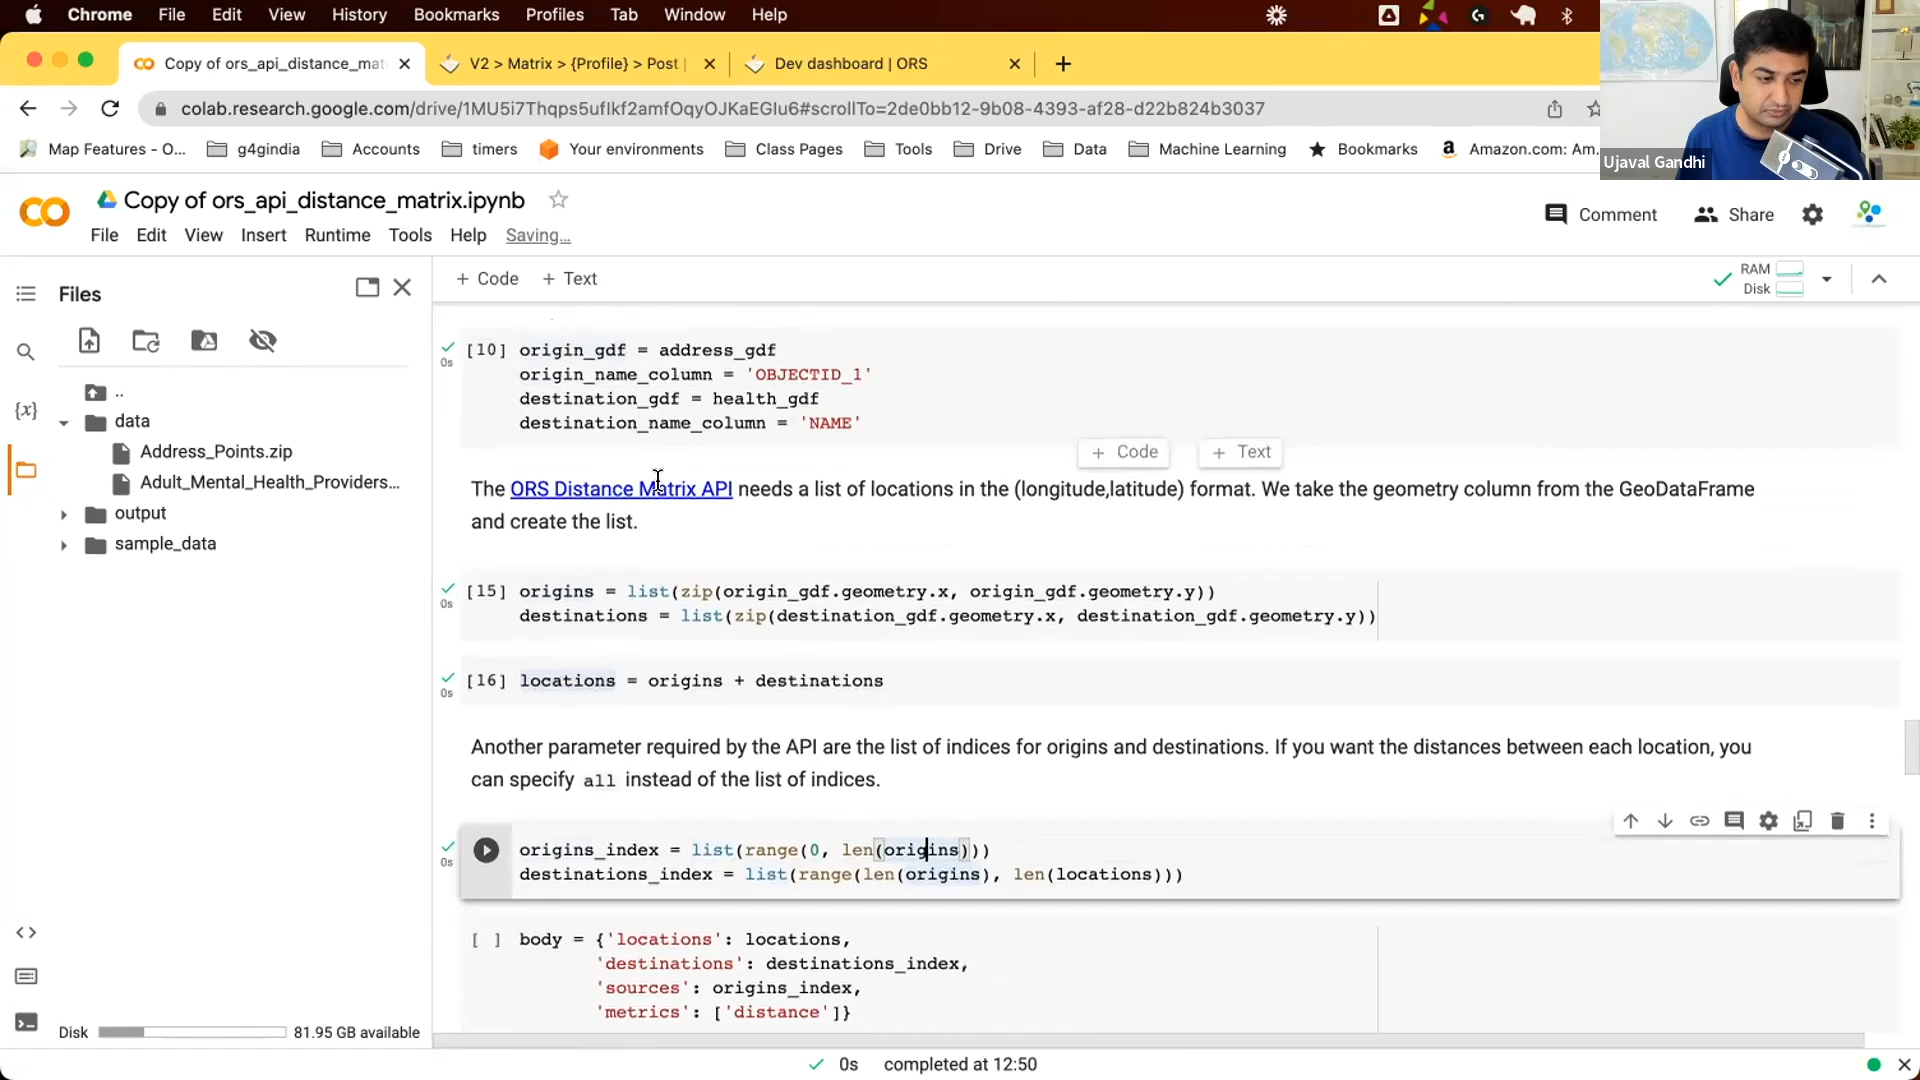 Chrome File Edit View History Bookmarks Profiles Tab Window Help
Copy of ors_api_distance_mat
V2 > Matrix > {Profile} > Post |
Dev dashboard | ORS
colab.research.google.com/drive/1MU5i7Thqps5uflkf2amfOqyOJKaEGlu6#scrollTo=2de0bb12-9b08-4393-af28-d22b824b3037
Map Features - O... g4gindia Accounts timers Your environments Class Pages Tools Drive Data Machine Learning Bookmarks Amazon.com: Am.
Ujaval Gandhi
Copy of ors_api_distance_matrix.ipynb
File Edit View Insert Runtime Tools Help Saving...
Comment Share
Files
+ Code + Text
RAM
Disk
..
data
Address_Points.zip
Adult_Mental_Health_Providers...
output
sample_data
Disk 81.95 GB available
[10] origin_gdf = address_gdf
0s
origin_name_column = 'OBJECTID_1'
destination_gdf = health_gdf
destination_name_column = 'NAME'
+ Code + Text
The ORS Distance Matrix API needs a list of locations in the (longitude,latitude) format. We take the geometry column from the GeoDataFrame
and create the list.
[15] origins = list(zip(origin_gdf.geometry.x, origin_gdf.geometry.y))
0s
destinations = list(zip(destination_gdf.geometry.x, destination_gdf.geometry.y))
[16] locations = origins + destinations
0s
Another parameter required by the API are the list of indices for origins and destinations. If you want the distances between each location, you
can specify all instead of the list of indices.
origins_index = list(range(0, len(origins)))
0s
destinations_index = list(range(len(origins), len(locations)))
[ ] body = {'locations': locations,
'destinations': destinations_index,
'sources': origins_index,
'metrics': ['distance']}
0s completed at 12:50